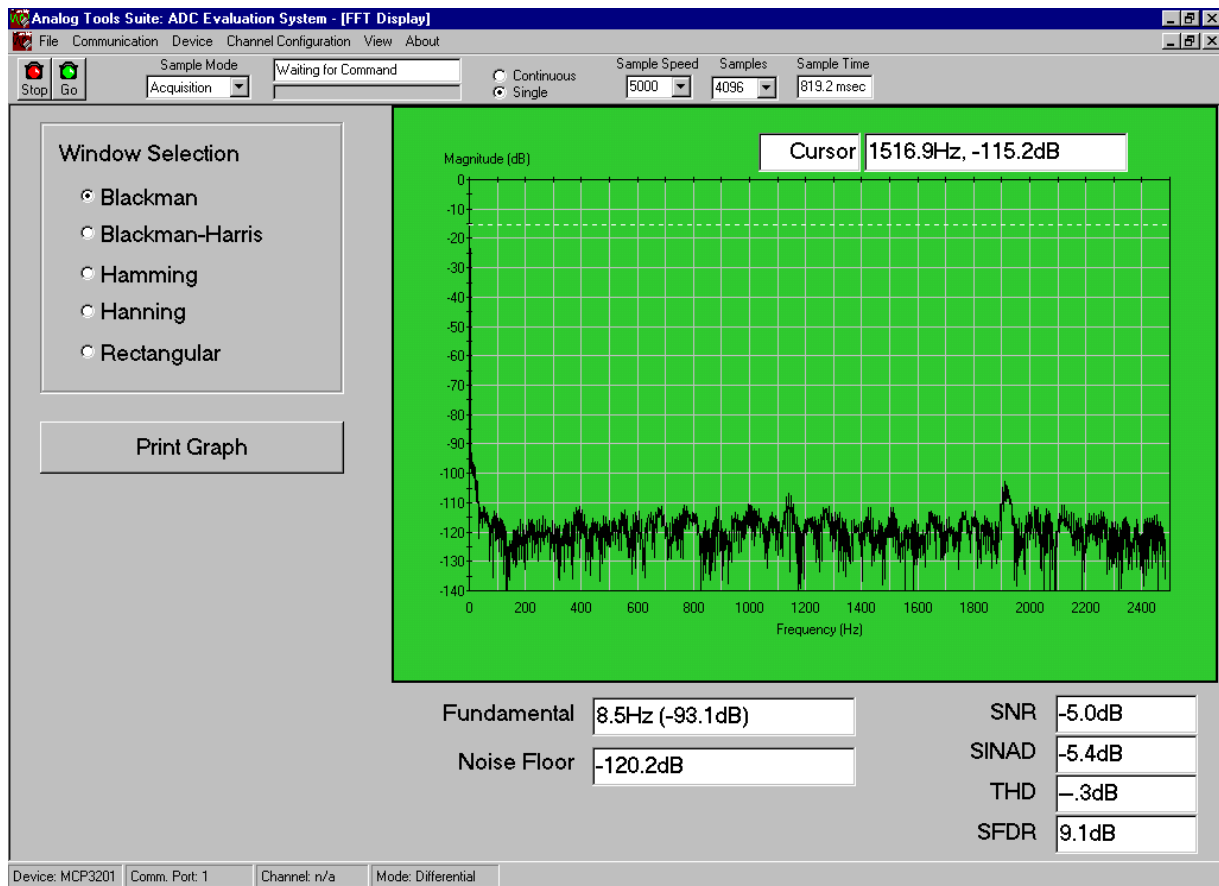 Analog Tools Suite: ADC Evaluation System - [FFT Display]
File Communication Device Channel Configuration View About
Stop Go
Sample Mode
Acquisition
Waiting for Command
Continuous
Single
Sample Speed
5000
Samples
4096
Sample Time
819.2 msec
Window Selection
Blackman
Blackman-Harris
Hamming
Hanning
Rectangular
Print Graph
Cursor 1516.9Hz, -115.2dB
Magnitude (dB)
0
-10
-20
-30
-40
-50
-60
-70
-80
-90
-100
-110
-120
-130
-140
0 200 400 600 800 1000 1200 1400 1600 1800 2000 2200 2400
Frequency (Hz)
Fundamental 8.5Hz (-93.1dB)
Noise Floor -120.2dB
SNR -5.0dB
SINAD -5.4dB
THD —.3dB
SFDR 9.1dB
Device: MCP3201 Comm. Port: 1 Channel: n/a Mode: Differential